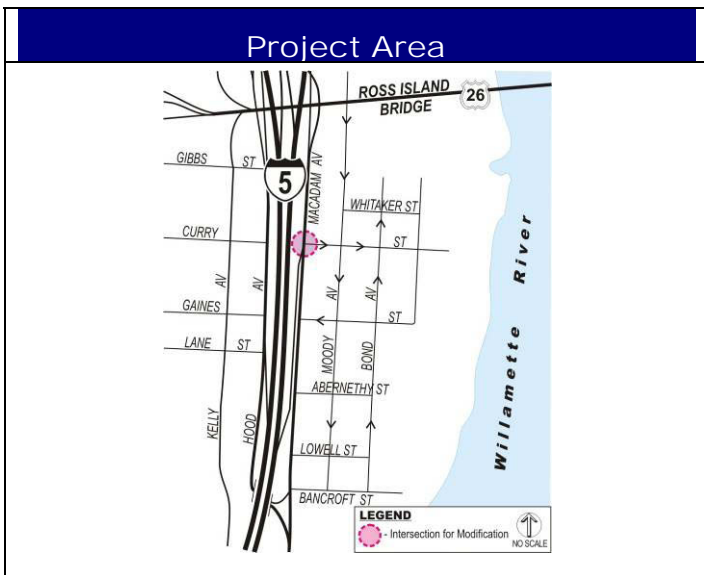 Project Area
ROSS ISLAND
BRIDGE
26
GIBBS ST
5
MACADAM AV
WHITAKER ST
CURRY ST
AV
AV
AV
AV
GAINES ST
LANE ST
MOODY
BOND
ABERNETHY ST
KELLY
HOOD
LOWELL ST
BANCROFT ST
Willamette River
LEGEND
- Intersection for Modification
NO SCALE